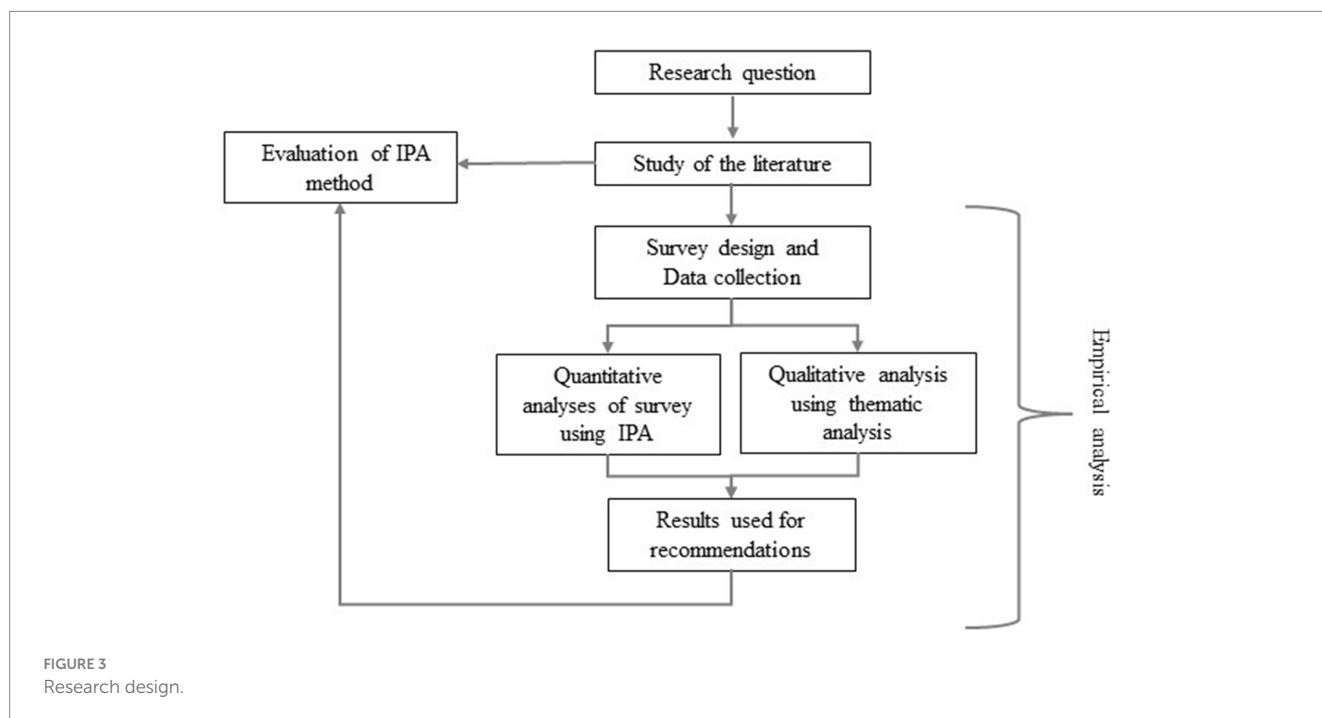 Research question
Evaluation of IPA
method
Study of the literature
Survey design and
Data collection
Quantitative
analyses of survey
using IPA
Qualitative analysis
using thematic
analysis
Empirical analysis
Results used for
recommendations
FIGURE 3
Research design.